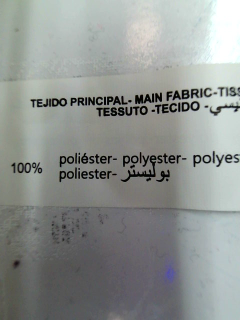 TEJIDO PRINCIPAL- MAIN FABRIC-TISS
TESSUTO -TECIDO -
100% poliéster- polyester- polyes
poliester- بوليستر